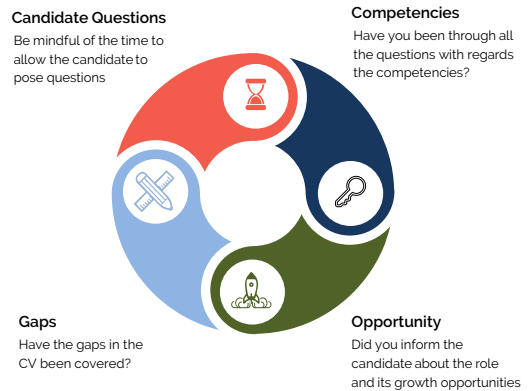 Candidate Questions
Be mindful of the time to
allow the candidate to
pose questions
Competencies
Have you been through all
the questions with regards
the competencies?
Gaps
Have the gaps in the
CV been covered?
Opportunity
Did you inform the
candidate about the role
and its growth opportunities